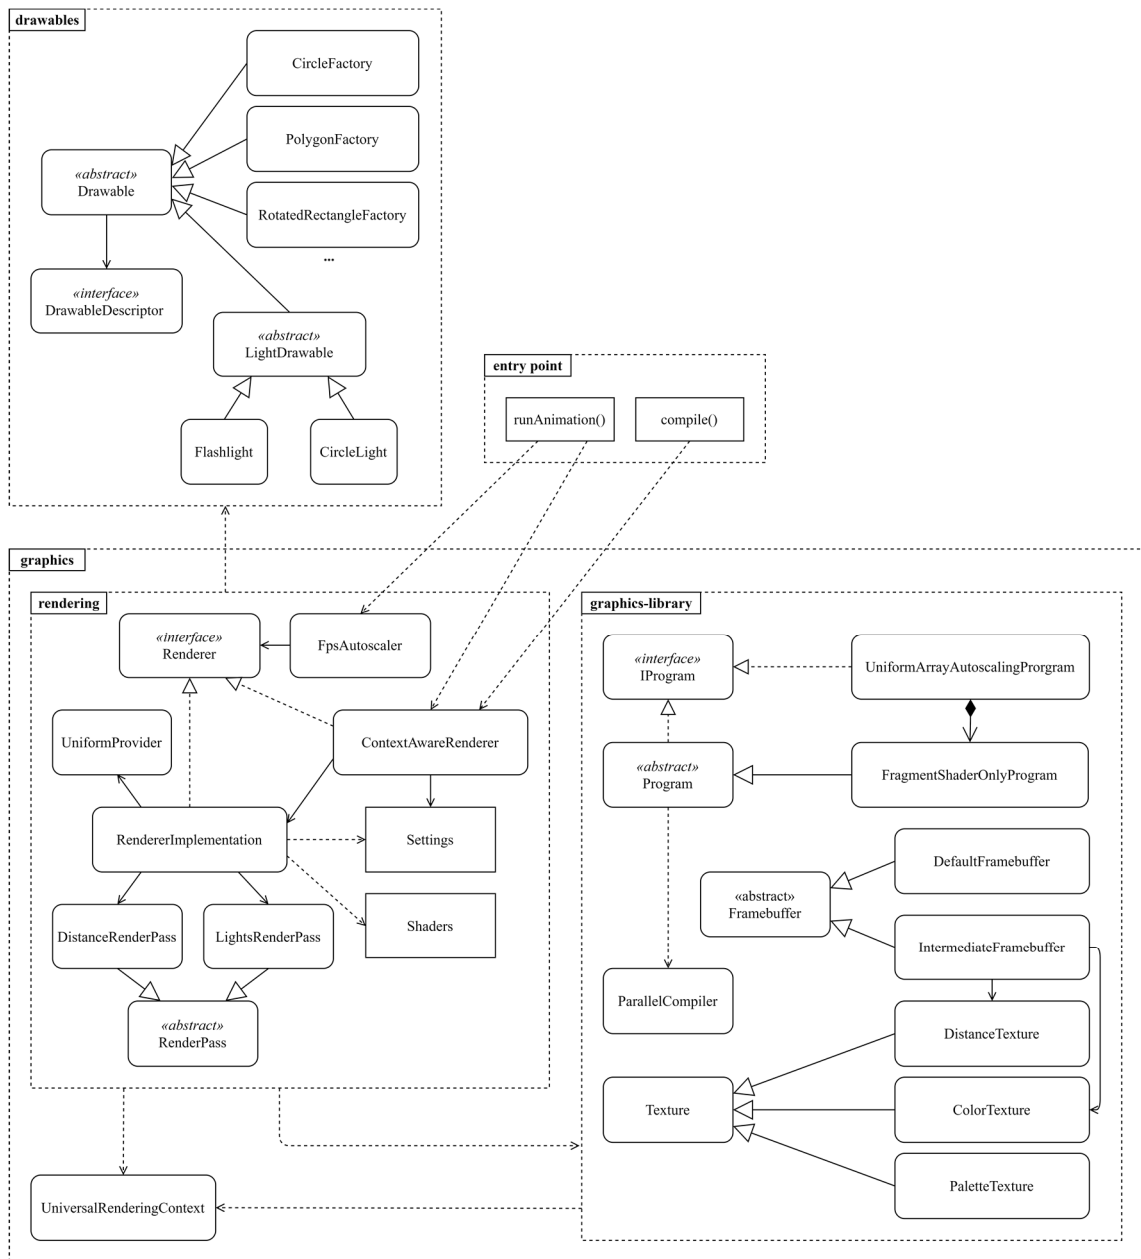 drawables
CircleFactory
PolygonFactory
«abstract»
Drawable
RotatedRectangleFactory
...
«interface»
DrawableDescriptor
«abstract»
LightDrawable
Flashlight
CircleLight
entry point
runAnimation()
compile()
graphics
rendering
«interface»
Renderer
FpsAutoscaler
UniformProvider
ContextAwareRenderer
RendererImplementation
Settings
Shaders
DistanceRenderPass
LightsRenderPass
«abstract»
RenderPass
UniversalRenderingContext
graphics-library
«interface»
IProgram
UniformArrayAutoscalingProrgram
«abstract»
Program
FragmentShaderOnlyProgram
DefaultFramebuffer
«abstract»
Framebuffer
IntermediateFramebuffer
ParallelCompiler
DistanceTexture
Texture
ColorTexture
PaletteTexture